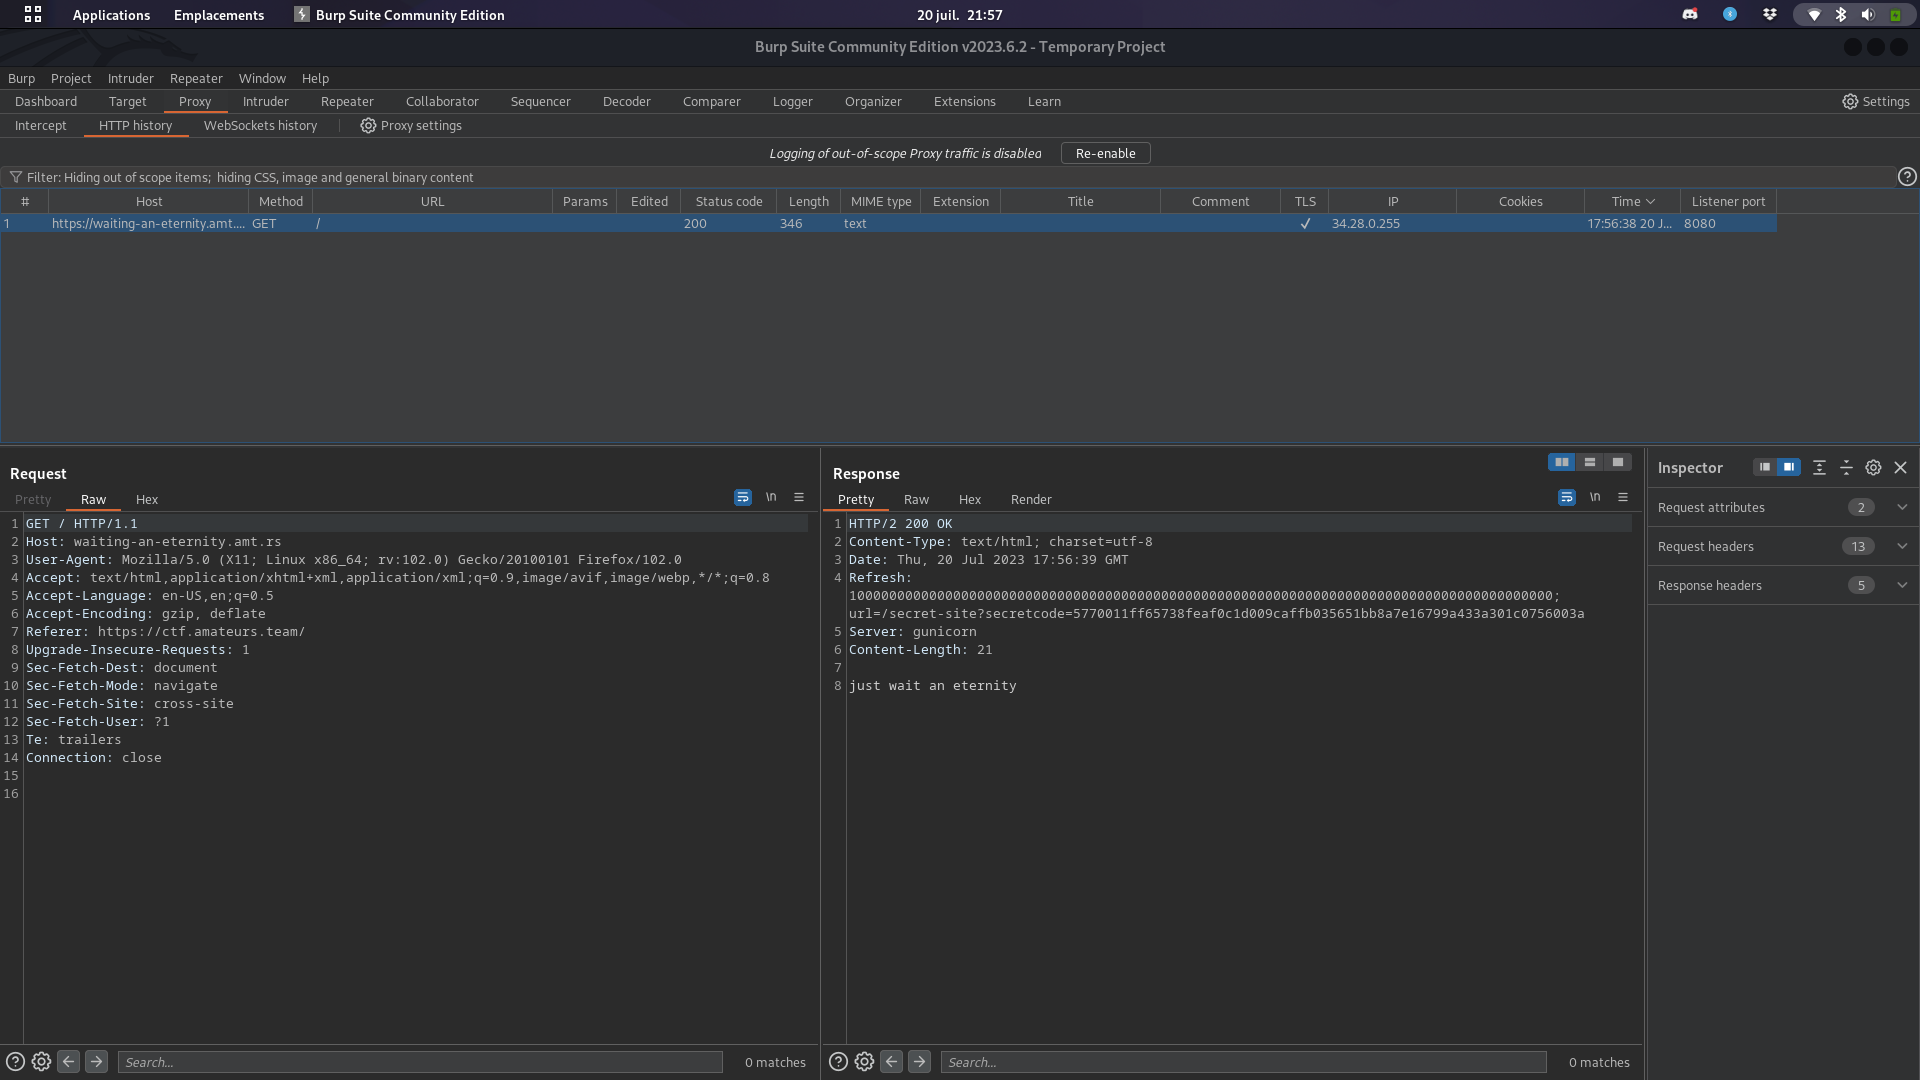 Applications Emplacements Burp Suite Community Edition 20 juil. 21:57
Burp Suite Community Edition v2023.6.2 - Temporary Project
Burp Project Intruder Repeater Window Help
Dashboard Target Proxy Intruder Repeater Collaborator Sequencer Decoder Comparer Logger Organizer Extensions Learn Settings
Intercept HTTP history WebSockets history Proxy settings
Logging of out-of-scope Proxy traffic is disabled Re-enable
Filter: Hiding out of scope items; hiding CSS, image and general binary content
# Host Method URL Params Edited Status code Length MIME type Extension Title Comment TLS IP Cookies Time Listener port
1 https://waiting-an-eternity.amt.... GET / 200 346 text ✓ 34.28.0.255 17:56:38 20 J... 8080
Request
Pretty Raw Hex \n
1 GET / HTTP/1.1
2 Host: waiting-an-eternity.amt.rs
3 User-Agent: Mozilla/5.0 (X11; Linux x86_64; rv:102.0) Gecko/20100101 Firefox/102.0
4 Accept: text/html,application/xhtml+xml,application/xml;q=0.9,image/avif,image/webp,*/*;q=0.8
5 Accept-Language: en-US,en;q=0.5
6 Accept-Encoding: gzip, deflate
7 Referer: https://ctf.amateurs.team/
8 Upgrade-Insecure-Requests: 1
9 Sec-Fetch-Dest: document
10 Sec-Fetch-Mode: navigate
11 Sec-Fetch-Site: cross-site
12 Sec-Fetch-User: ?1
13 Te: trailers
14 Connection: close
15
16
Search... 0 matches
Response
Pretty Raw Hex Render \n
1 HTTP/2 200 OK
2 Content-Type: text/html; charset=utf-8
3 Date: Thu, 20 Jul 2023 17:56:39 GMT
4 Refresh:
1000000000000000000000000000000000000000000000000000000000000000000000000000000000000000;
url=/secret-site?secretcode=5770011ff65738feaf0c1d009caffb035651bb8a7e16799a433a301c0756003a
5 Server: gunicorn
6 Content-Length: 21
7
8 just wait an eternity
Search... 0 matches
Inspector
Request attributes 2
Request headers 13
Response headers 5